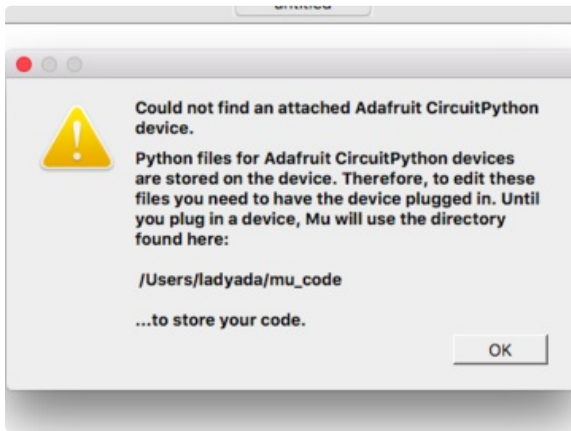 untitled
Could not find an attached Adafruit CircuitPython
device.
Python files for Adafruit CircuitPython devices
are stored on the device. Therefore, to edit these
files you need to have the device plugged in. Until
you plug in a device, Mu will use the directory
found here:
/Users/ladyada/mu_code
...to store your code.
OK